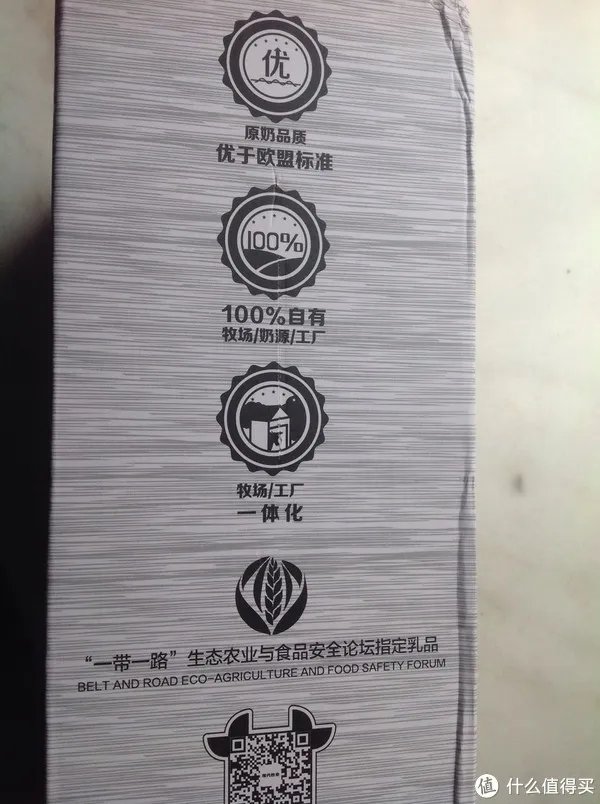 优
原奶品质
优于欧盟标准
100%
100%自有
牧场/奶源/工厂
牧场/工厂
一体化
“一带一路”生态农业与食品安全论坛指定乳品
BELT AND ROAD ECO-AGRICULTURE AND FOOD SAFETY FORUM
值 什么值得买